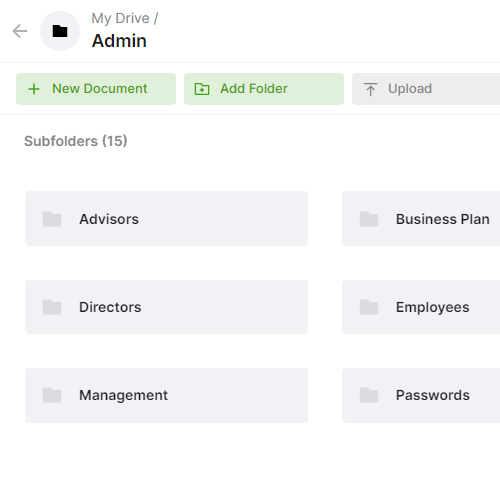 My Drive /
Admin
New Document
Add Folder
Upload
Subfolders (15)
Advisors
Business Plan
Directors
Employees
Management
Passwords